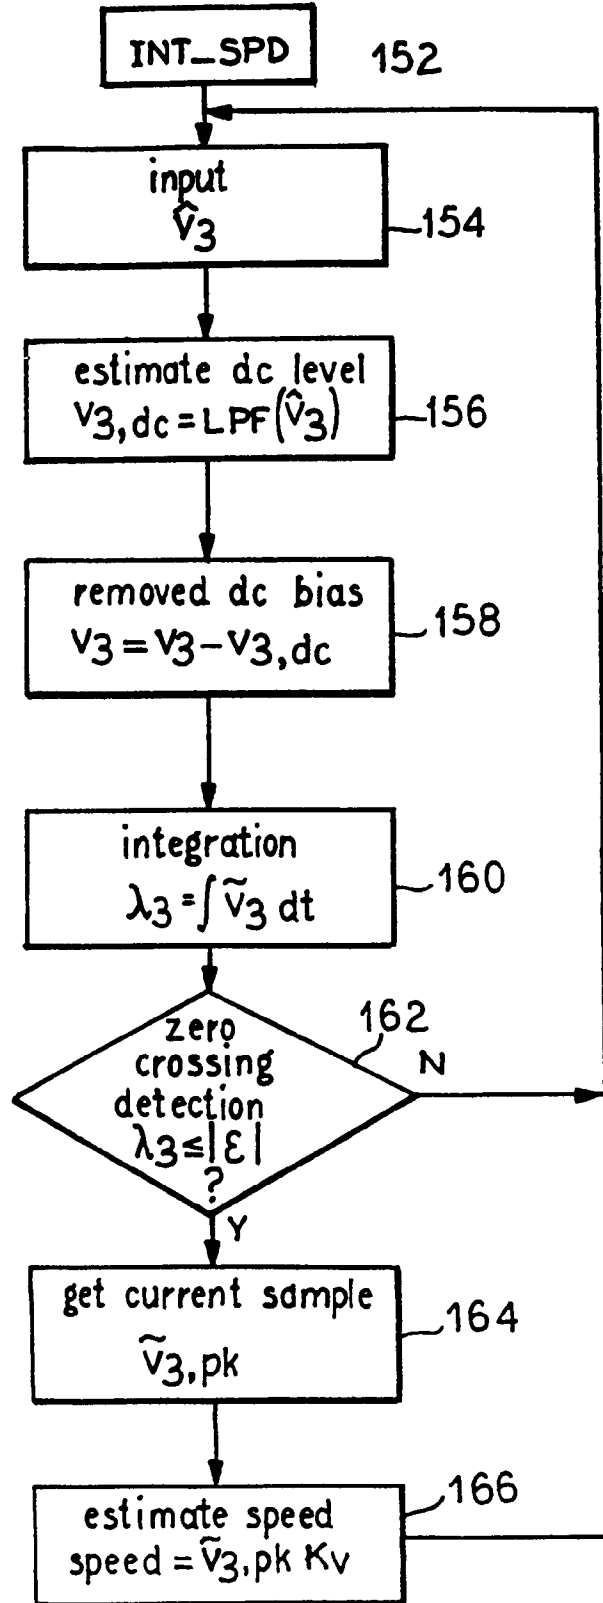 INT_SPD
152
input
v̂3
154
estimate dc level
v3,dc = LPF(v̂3)
156
removed dc bias
v3 = v3 - v3,dc
158
integration
λ3 = ∫ ṽ3 dt
160
162
zero
crossing
detection
λ3 ≤ |ε|
?
N
Y
get current sample
ṽ3,pk
164
estimate speed
speed = ṽ3,pk Kv
166